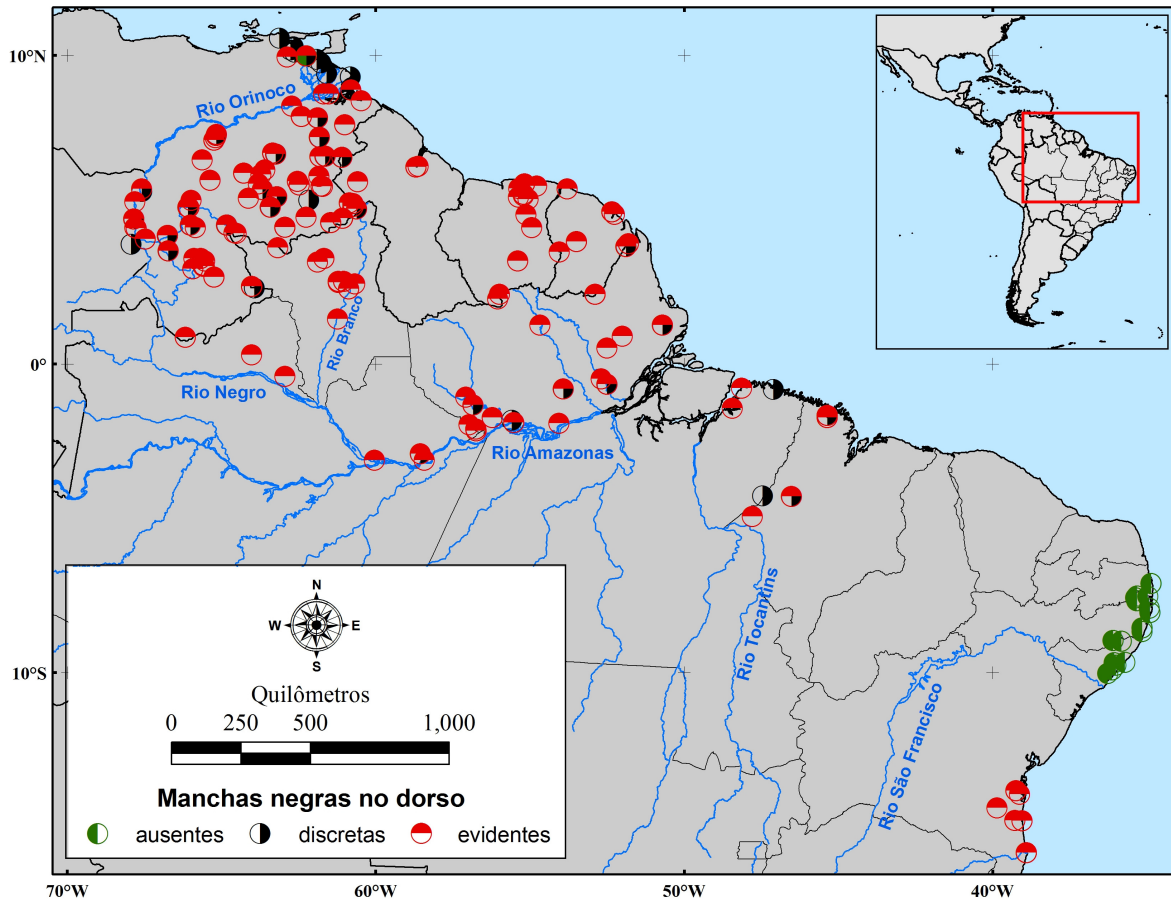 10°N
0°
10°S
70°W
60°W
50°W
40°W
Rio Orinoco
Rio Branco
Rio Negro
Rio Amazonas
Rio Tocantins
Rio São Francisco
N
W E
S
Quilômetros
0 250 500 1,000
Manchas negras no dorso
ausentes discretas evidentes